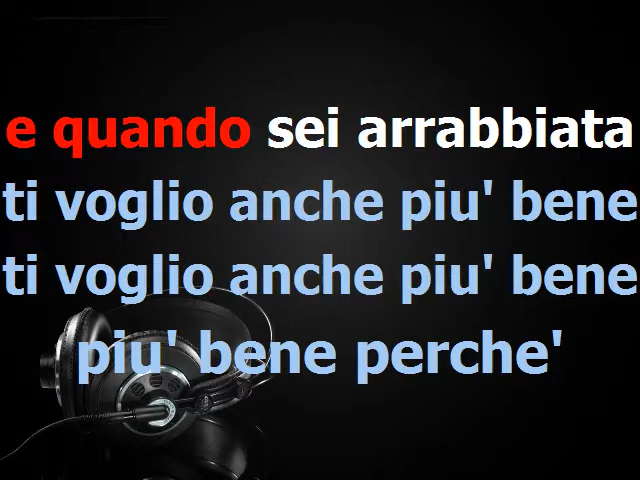 e quando sei arrabbiata
ti voglio anche piu' bene
ti voglio anche piu' bene
piu' bene perche'